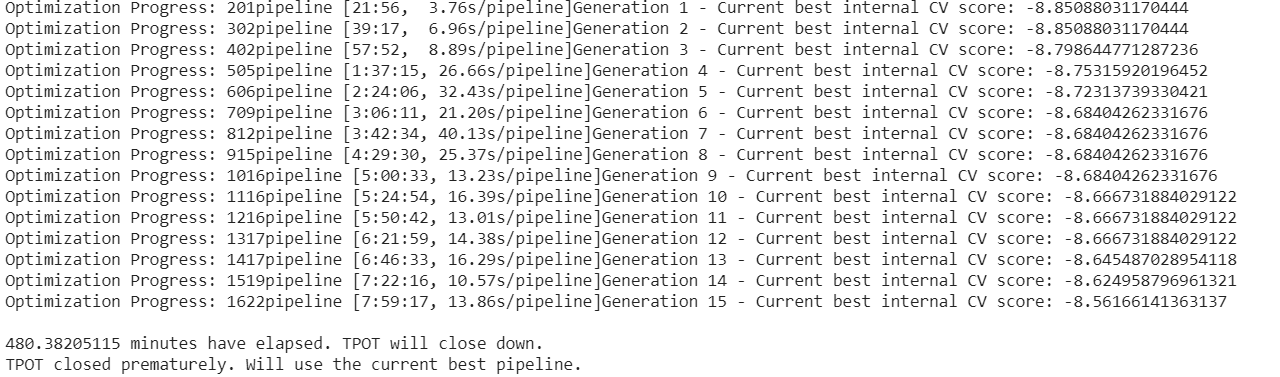 Optimization Progress: 201pipeline [21:56,  3.76s/pipeline]Generation 1 - Current best internal CV score: -8.85088031170444
Optimization Progress: 302pipeline [39:17,  6.96s/pipeline]Generation 2 - Current best internal CV score: -8.85088031170444
Optimization Progress: 402pipeline [57:52,  8.89s/pipeline]Generation 3 - Current best internal CV score: -8.798644771287236
Optimization Progress: 505pipeline [1:37:15, 26.66s/pipeline]Generation 4 - Current best internal CV score: -8.75315920196452
Optimization Progress: 606pipeline [2:24:06, 32.43s/pipeline]Generation 5 - Current best internal CV score: -8.72313739330421
Optimization Progress: 709pipeline [3:06:11, 21.20s/pipeline]Generation 6 - Current best internal CV score: -8.68404262331676
Optimization Progress: 812pipeline [3:42:34, 40.13s/pipeline]Generation 7 - Current best internal CV score: -8.68404262331676
Optimization Progress: 915pipeline [4:29:30, 25.37s/pipeline]Generation 8 - Current best internal CV score: -8.68404262331676
Optimization Progress: 1016pipeline [5:00:33, 13.23s/pipeline]Generation 9 - Current best internal CV score: -8.68404262331676
Optimization Progress: 1116pipeline [5:24:54, 16.39s/pipeline]Generation 10 - Current best internal CV score: -8.666731884029122
Optimization Progress: 1216pipeline [5:50:42, 13.01s/pipeline]Generation 11 - Current best internal CV score: -8.666731884029122
Optimization Progress: 1317pipeline [6:21:59, 14.38s/pipeline]Generation 12 - Current best internal CV score: -8.666731884029122
Optimization Progress: 1417pipeline [6:46:33, 16.29s/pipeline]Generation 13 - Current best internal CV score: -8.645487028954118
Optimization Progress: 1519pipeline [7:22:16, 10.57s/pipeline]Generation 14 - Current best internal CV score: -8.624958796961321
Optimization Progress: 1622pipeline [7:59:17, 13.86s/pipeline]Generation 15 - Current best internal CV score: -8.56166141363137
480.38205115 minutes have elapsed. TPOT will close down.
TPOT closed prematurely. Will use the current best pipeline.